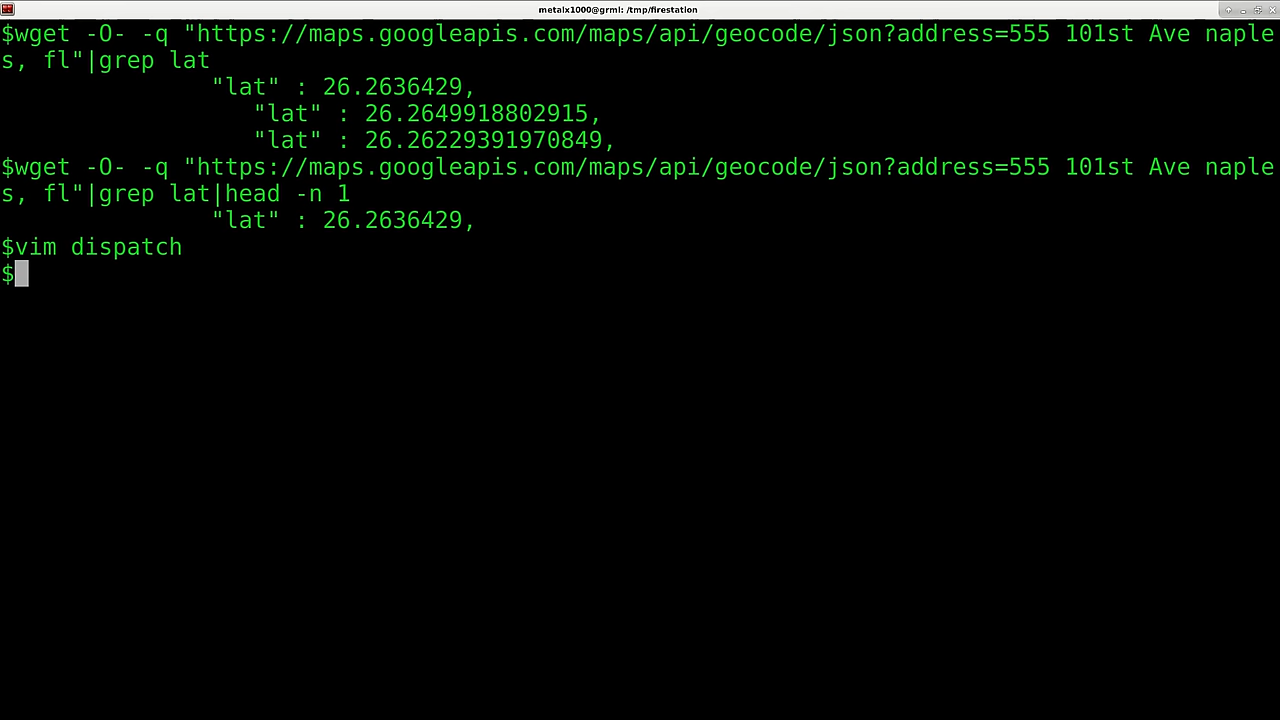 metalx1000@grml: /tmp/firestation
$wget -O- -q "https://maps.googleapis.com/maps/api/geocode/json?address=555 101st Ave naple
s, fl"|grep lat
"lat" : 26.2636429,
"lat" : 26.2649918802915,
"lat" : 26.26229391970849,
$wget -O- -q "https://maps.googleapis.com/maps/api/geocode/json?address=555 101st Ave naple
s, fl"|grep lat|head -n 1
"lat" : 26.2636429,
$vim dispatch
$